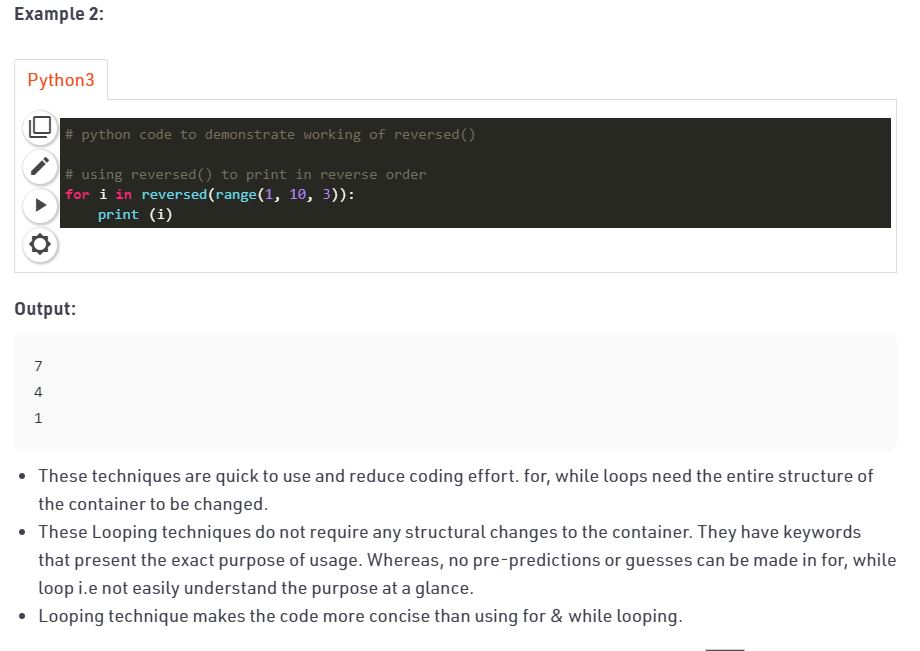 Example 2:
Python3
# python code to demonstrate working of reversed()
# using reversed() to print in reverse order
for i in reversed(range(1, 10, 3)):
    print (i)
Output:
7
4
1
• These techniques are quick to use and reduce coding effort. for, while loops need the entire structure of
the container to be changed.
• These Looping techniques do not require any structural changes to the container. They have keywords
that present the exact purpose of usage. Whereas, no pre-predictions or guesses can be made in for, while
loop i.e not easily understand the purpose at a glance.
• Looping technique makes the code more concise than using for & while looping.